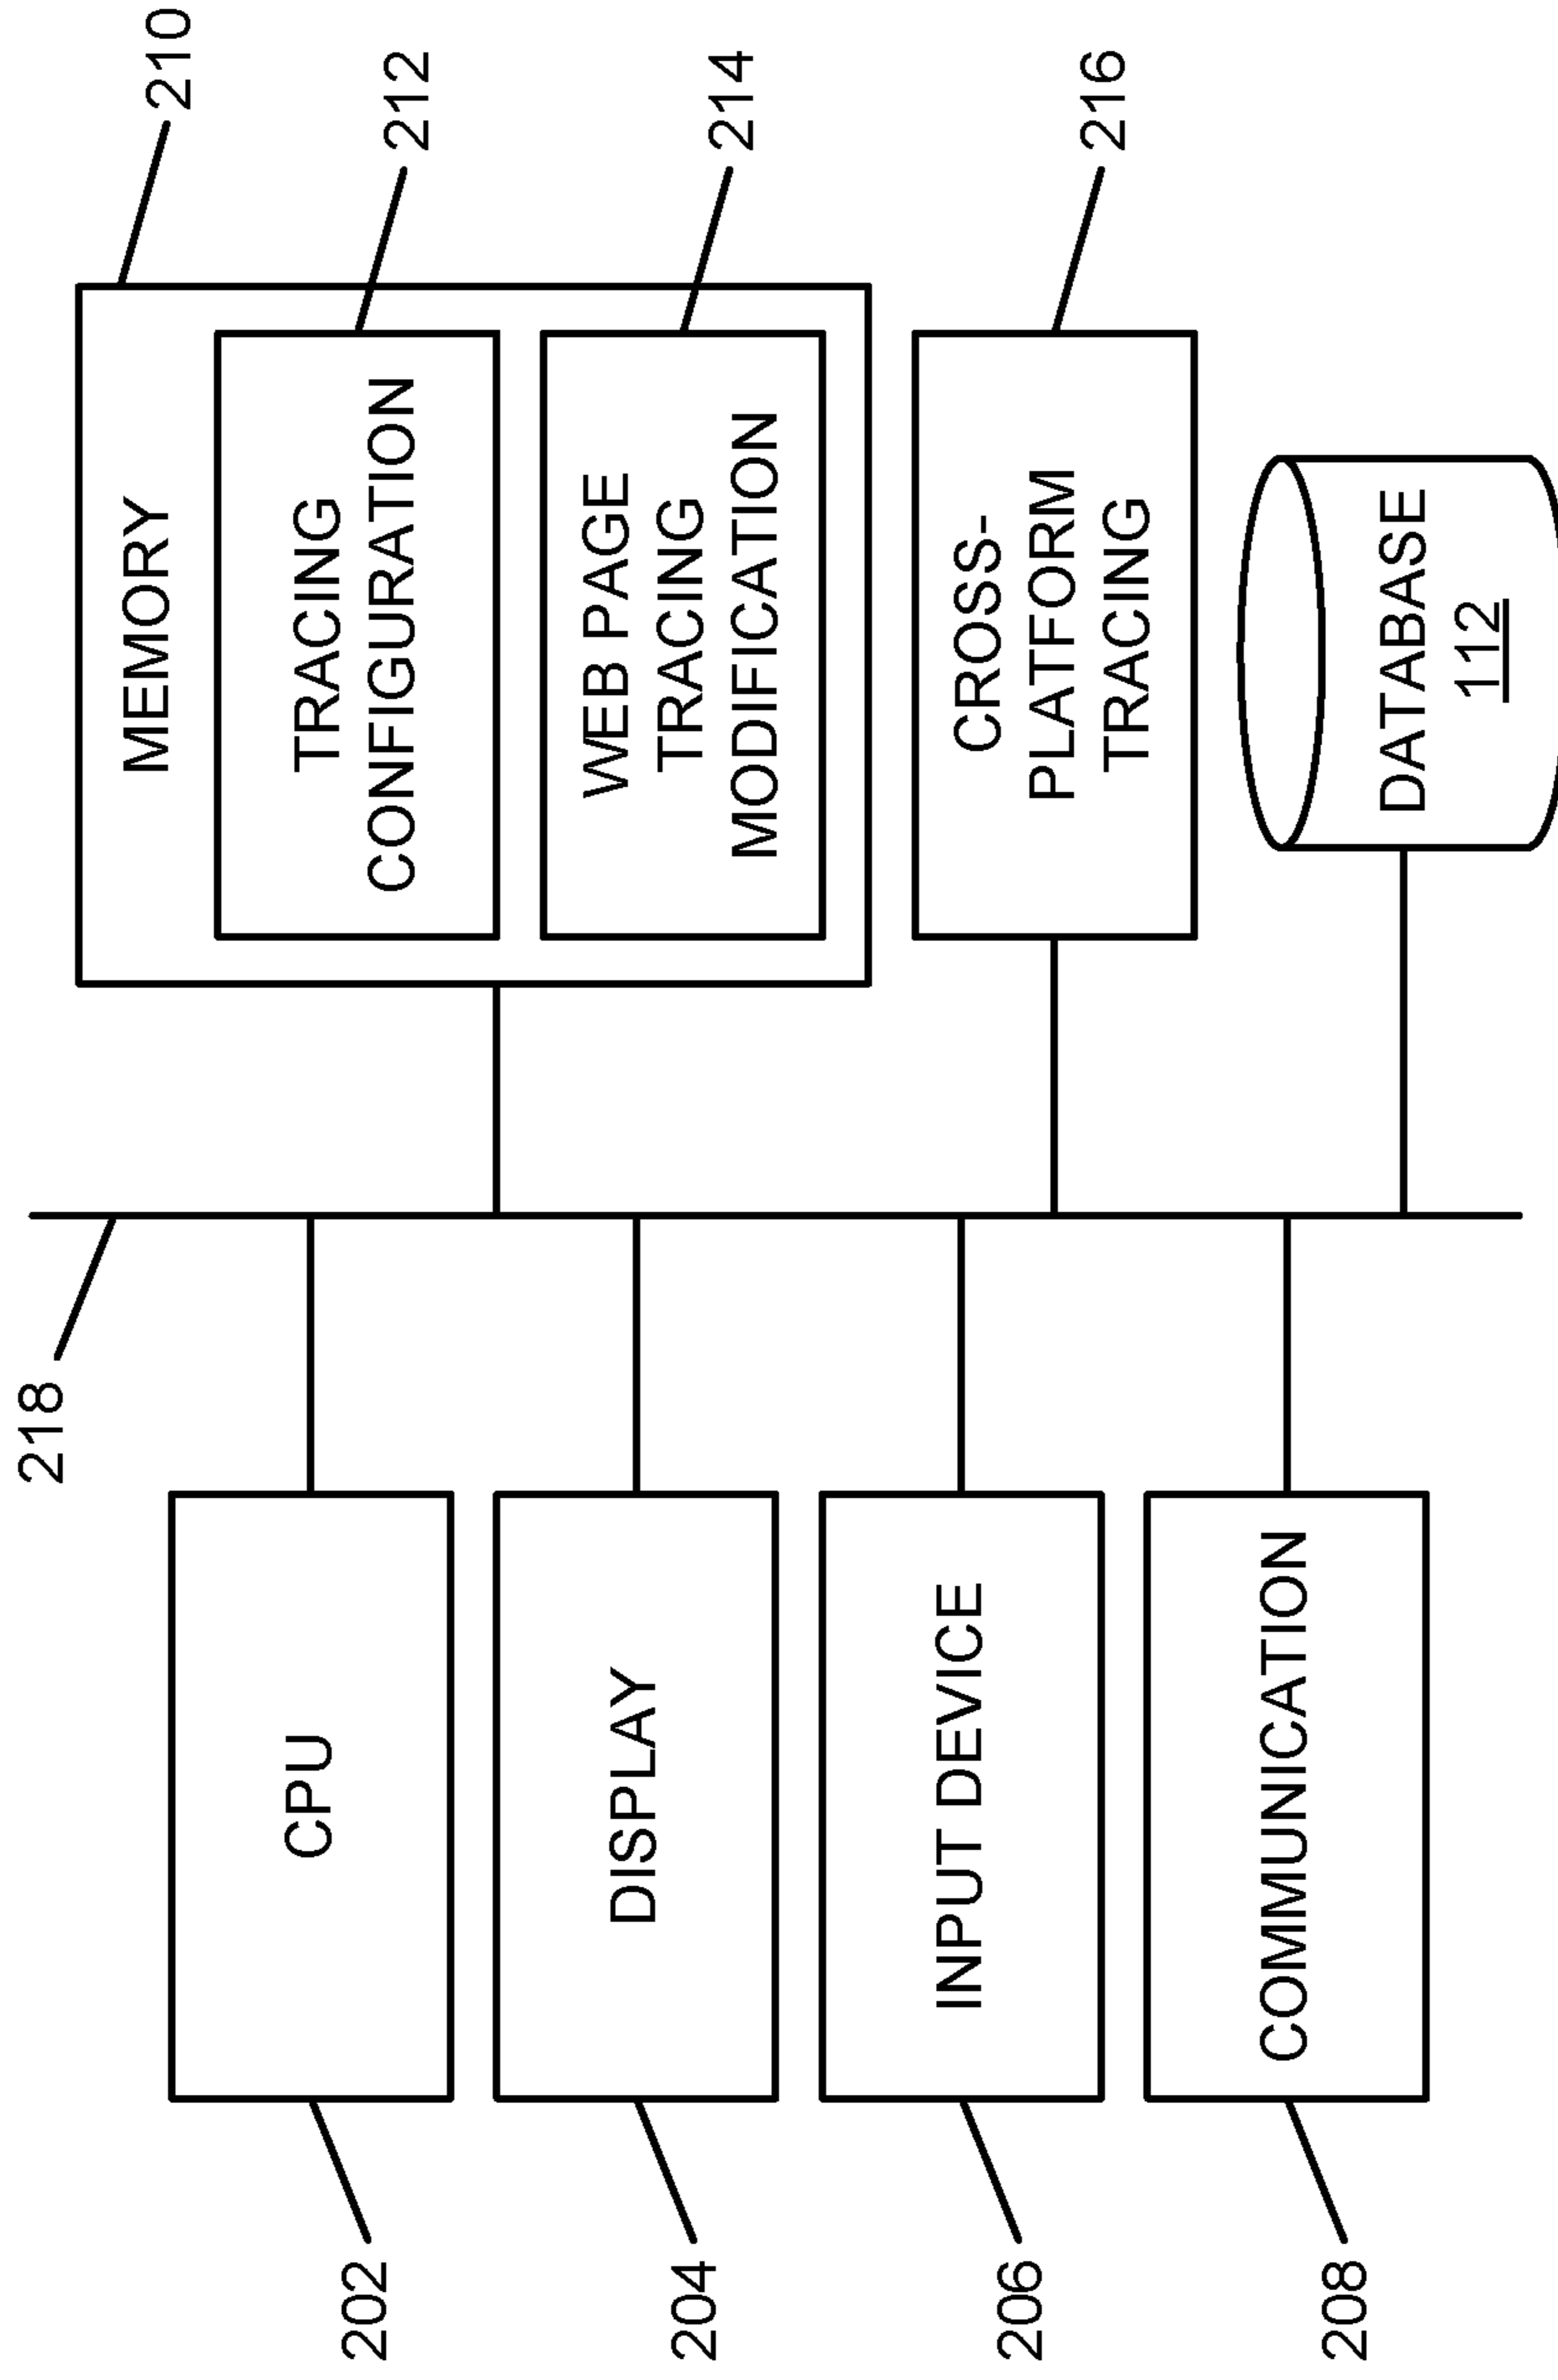 218
202
CPU
204
DISPLAY
206
INPUT DEVICE
208
COMMUNICATION
MEMORY
210
TRACING
CONFIGURATION
212
WEB PAGE
TRACING
MODIFICATION
214
CROSS-
PLATFORM
TRACING
216
DATABASE
112